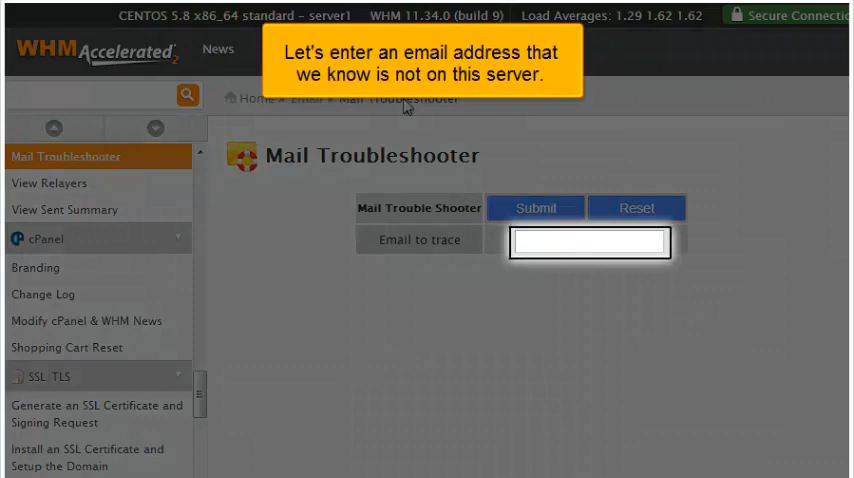 CENTOS 5.8 x86_64 standard – server1 WHM 11.34.0 (build 9) Load Averages: 1.29 1.62 1.62 Secure Connectio
WHM Accelerated 2 News
Let's enter an email address that
we know is not on this server.
Home » Email » Mail Troubleshooter
Mail Troubleshooter
View Relayers
View Sent Summary
cPanel
Branding
Change Log
Modify cPanel & WHM News
Shopping Cart Reset
SSL/TLS
Generate an SSL Certificate and
Signing Request
Install an SSL Certificate and
Setup the Domain
Mail Troubleshooter
Mail Trouble Shooter Submit Reset
Email to trace